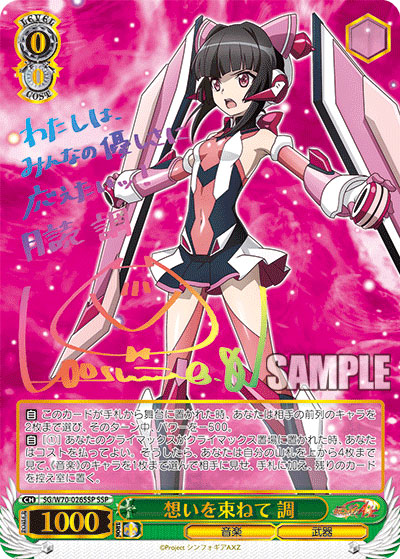 LEVEL
0
0
COST
わたしは、
みんなの優しさに
応えたいっ!
月読 調
SAMPLE
【自】 このカードが手札から舞台に置かれた時、あなたは相手の前列のキャラを
2枚まで選び、そのターン中、パワーを－500。
【自】 あなたのクライマックスがクライマックス置場に置かれた時、あなた
はコストを払ってよい。そうしたら、あなたは自分の山札を上から4枚まで
見て、《音楽》のキャラを1枚まで選んで相手に見せ、手札に加え、残りのカード
を控え室に置く。
CH SG/W70-026SSP SSP
POWER
1000
SOUL
想いを束ねて 調
音楽 武器
©Project シンフォギアAXZ